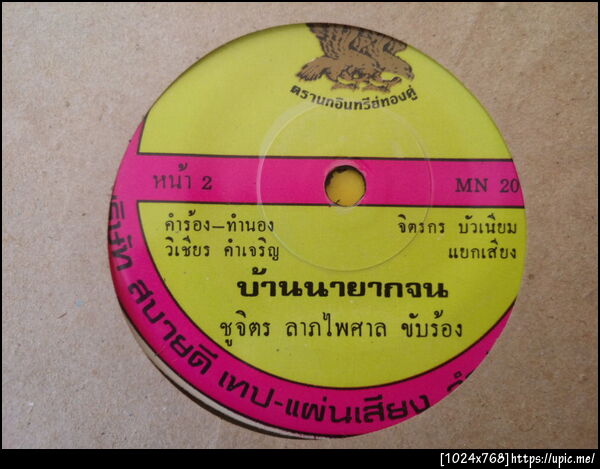 ตรานกอินทรีย์ทองคู่
หน้า 2
MN 20
คำร้อง–ทำนอง
วิเชียร คำเจริญ
จิตรกร บัวเนียม
แยกเสียง
บ้านนายากจน
ชูจิตร ลาภไพศาล ขับร้อง
สบายดี เทป-แผ่นเสียง
[1024x768]https://upic.me/